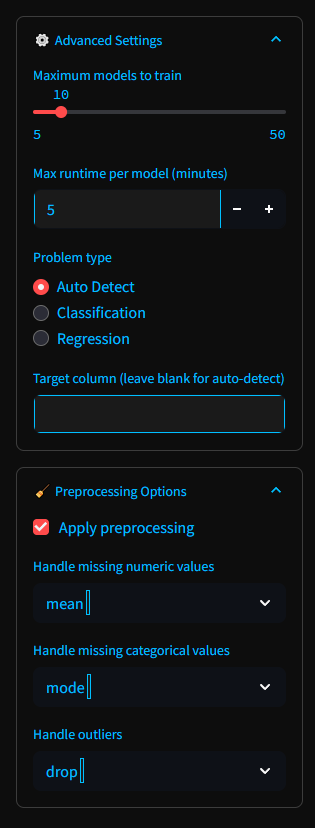 Advanced Settings
Maximum models to train
10
5 50
Max runtime per model (minutes)
5
Problem type
Auto Detect
Classification
Regression
Target column (leave blank for auto-detect)
Preprocessing Options
Apply preprocessing
Handle missing numeric values
mean
Handle missing categorical values
mode
Handle outliers
drop